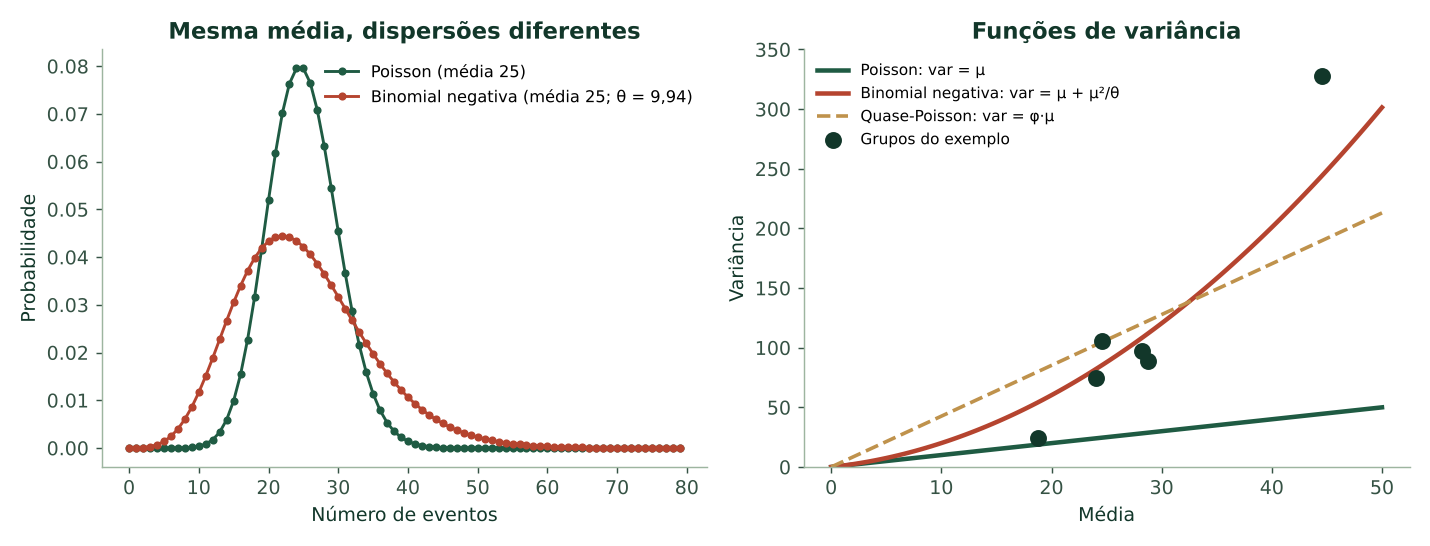 Mesma média, dispersões diferentes
Probabilidade
0.08
0.07
0.06
0.05
0.04
0.03
0.02
0.01
0.00
Poisson (média 25)
Binomial negativa (média 25; θ = 9,94)
0 10 20 30 40 50 60 70 80
Número de eventos
Funções de variância
Variância
350
300
250
200
150
100
50
0
Poisson: var = μ
Binomial negativa: var = μ + μ²/θ
Quase-Poisson: var = φ·μ
Grupos do exemplo
0 10 20 30 40 50
Média